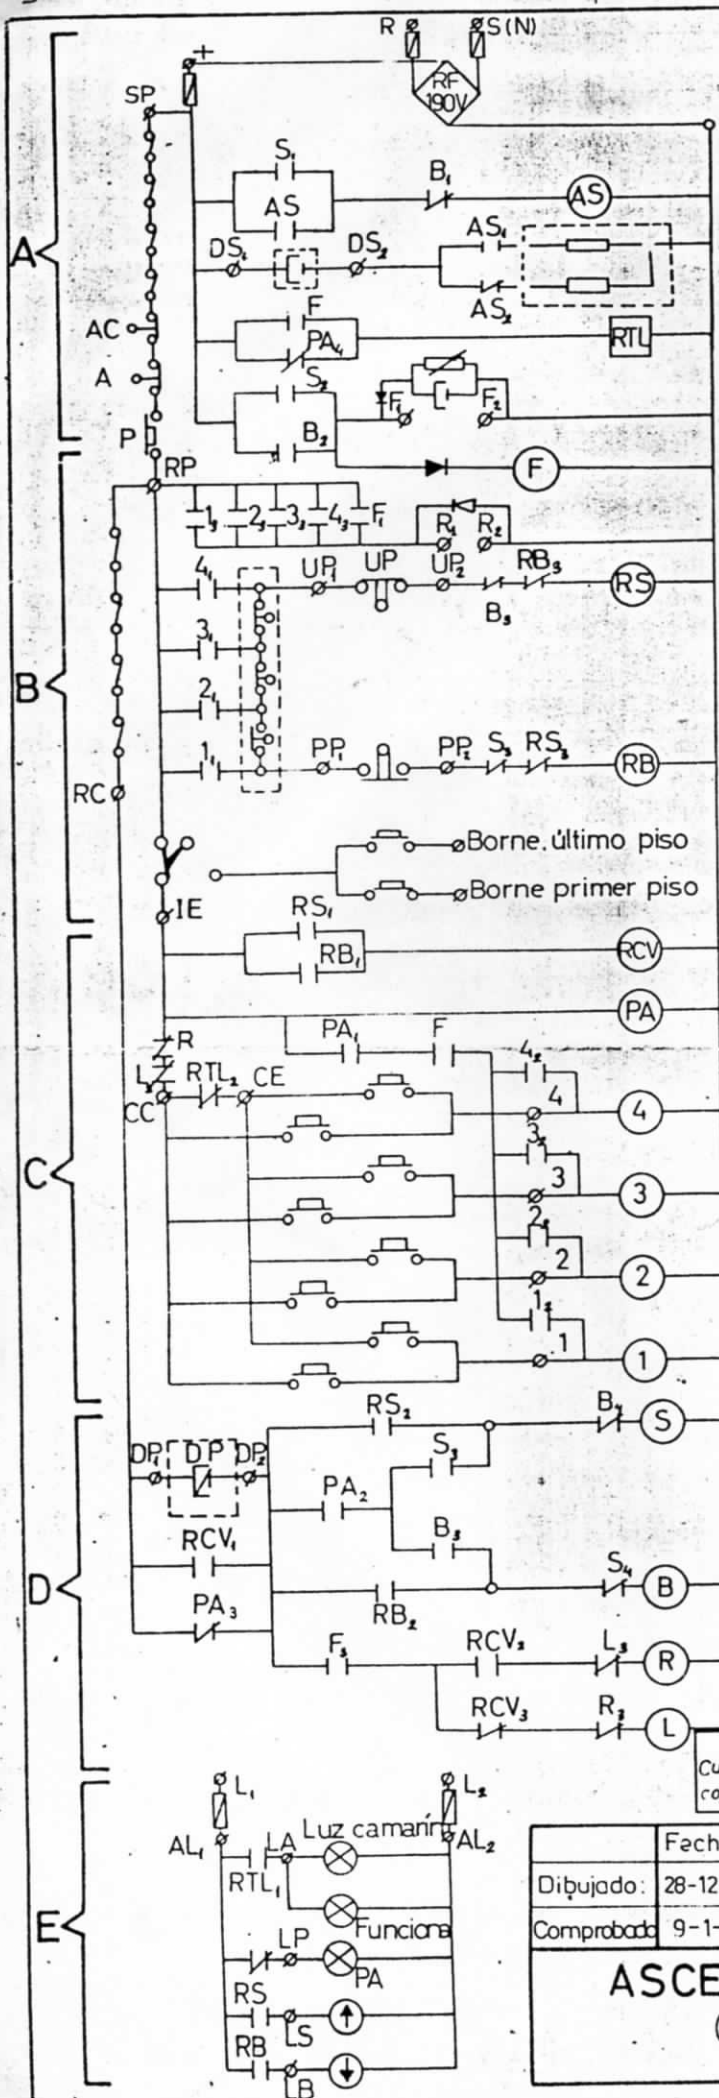 R S(N)
+
RF
190V
SP
S₁
B₁
AS
AS
A
DS₁ DS₂
AS₁
AS₂
F
AC
PA₄
RTL
A
S₂
F₁ F₂
P
B₂
F
RP
1₃ 2₃ 3₃ 4₃ F₁
R₁ R₂
4₁
UP₁ UP UP₂ RB₃
RS
B₃
3₁
B
2₁
1₁
PP₁ PP₂ S₃ RS₃
RB
RC
Borne. último piso
Borne primer piso
IE
RS₁
RB₁
RCV
PA
R
PA₁ F
4₂
RTL₂ CE
CC
4 4
3₂
C
3 3
2₂
2 2
1₂
1 1
RS₂
B₄
S
DP₁ DP DP₂
S₃
PA₂
RCV₁
B₃
D
S₄
B
PA₃
RB₂
F₃
RCV₂ L₃
R
RCV₃ R₃
L
L₁ L₂
AL₁ AL₂
LA Luz camarín
RTL₁
Funciona
E
LP
PA
RS
LS
RB
LB
Fech
Dibujado: 28-12
Comprobado 9-1-
ASCE
(